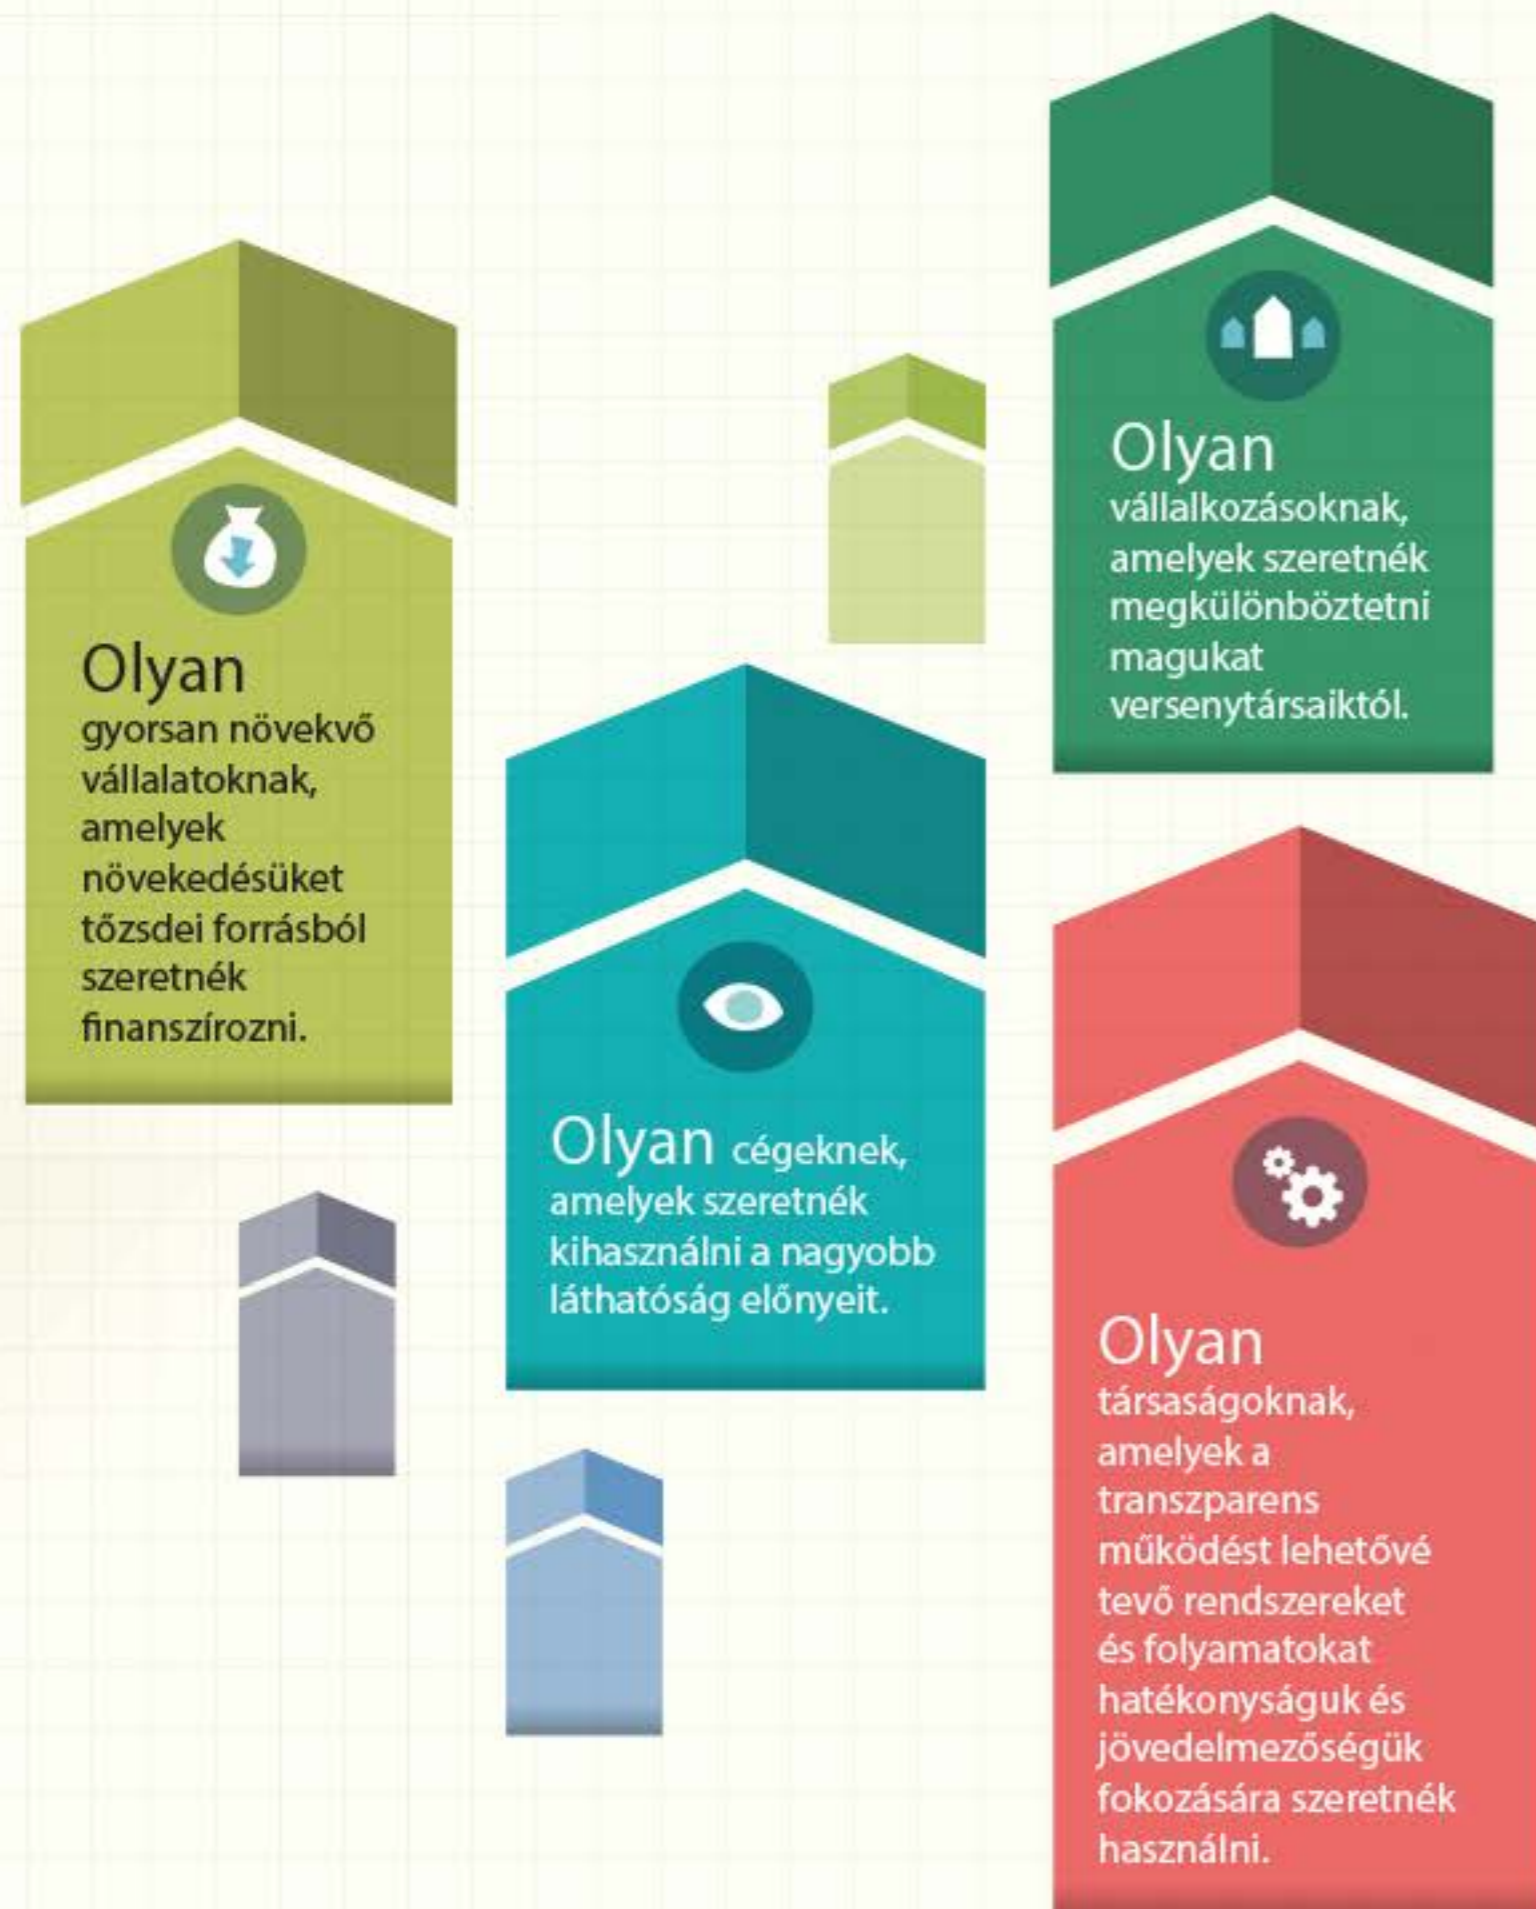 Olyan
gyorsan növekvő
vállalatoknak,
amelyek
növekedésüket
tőzsdei forrásból
szeretnék
finanszírozni.
Olyan cégeknek,
amelyek szeretnék
kihasználni a nagyobb
láthatóság előnyeit.
Olyan
vállalkozásoknak,
amelyek szeretnék
megkülönböztetni
magukat
versenytársaiktól.
Olyan
társaságoknak,
amelyek a
transzparens
működést lehetővé
tevő rendszereket
és folyamatokat
hatékonyságuk és
jövedelmezőségük
fokozására szeretnék
használni.